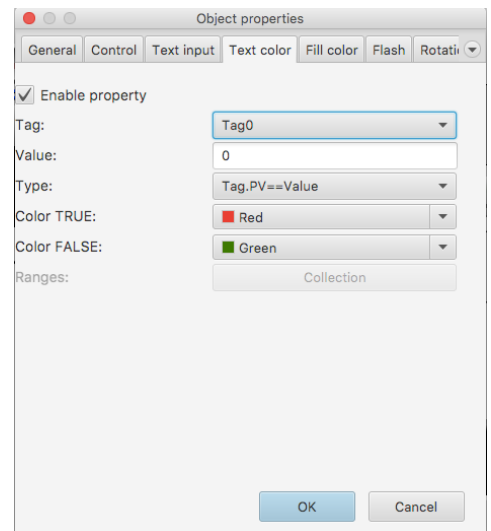 Object properties
General Control Text input Text color Fill color Flash Rotati
Enable property
Tag: Tag0
Value: 0
Type: Tag.PV==Value
Color TRUE: Red
Color FALSE: Green
Ranges: Collection
OK Cancel